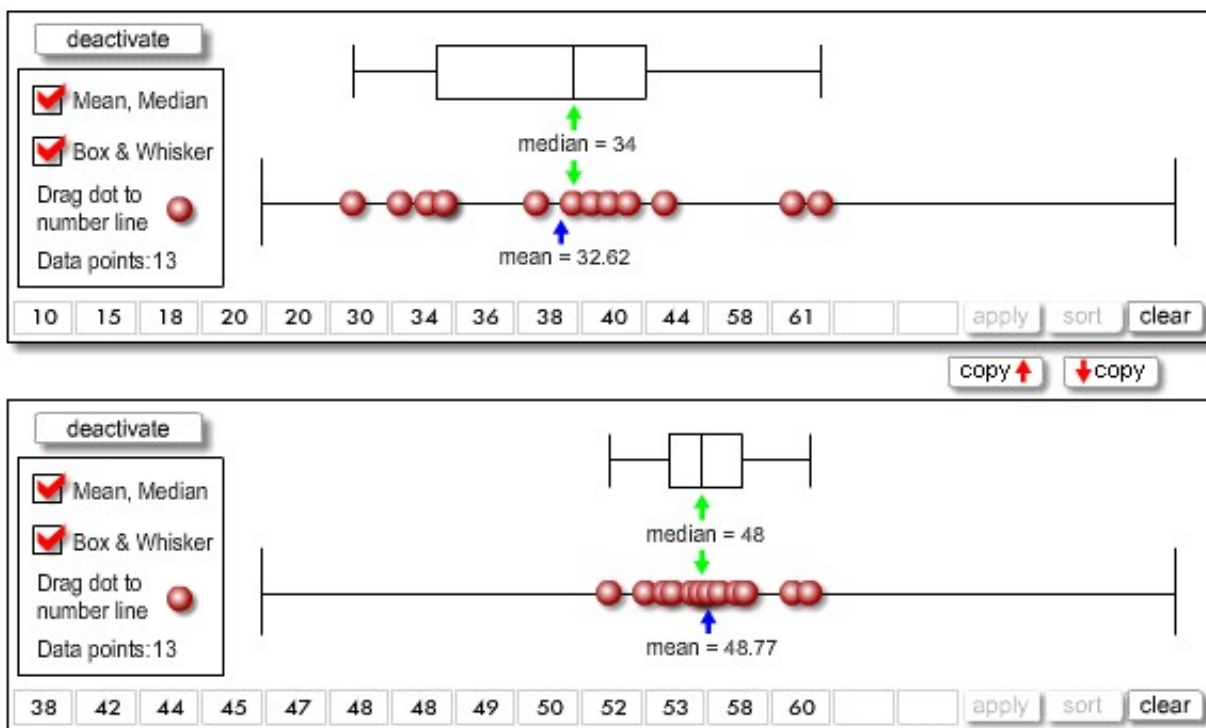 deactivate
Mean, Median
Box & Whisker
Drag dot to
number line
Data points:13
median = 34
mean = 32.62
10 15 18 20 20 30 34 36 38 40 44 58 61 apply sort clear
copy copy
deactivate
Mean, Median
Box & Whisker
Drag dot to
number line
Data points:13
median = 48
mean = 48.77
38 42 44 45 47 48 48 49 50 52 53 58 60 apply sort clear